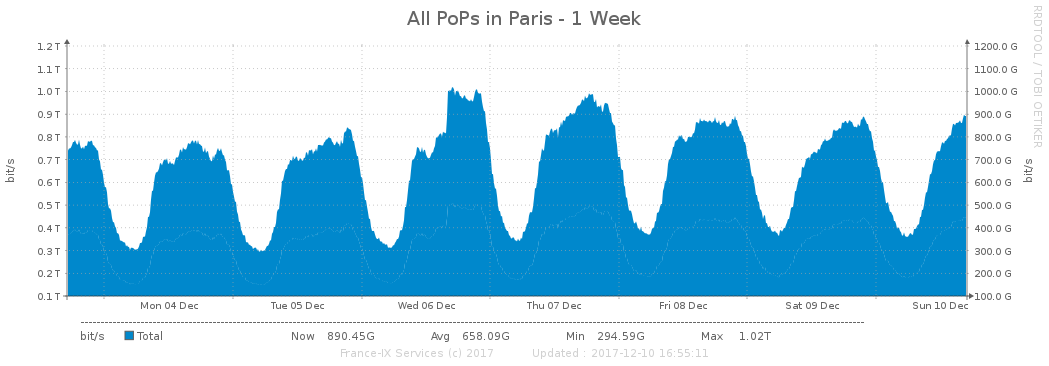 All PoPs in Paris - 1 Week
RRDTOOL / TOBI OETIKER
bit/s
bit/s
1.2 T 1200.0 G
1.1 T 1100.0 G
1.0 T 1000.0 G
0.9 T 900.0 G
0.8 T 800.0 G
0.7 T 700.0 G
0.6 T 600.0 G
0.5 T 500.0 G
0.4 T 400.0 G
0.3 T 300.0 G
0.2 T 200.0 G
0.1 T 100.0 G
Mon 04 Dec Tue 05 Dec Wed 06 Dec Thu 07 Dec Fri 08 Dec Sat 09 Dec Sun 10 Dec
bit/s Total Now 890.45G Avg 658.09G Min 294.59G Max 1.02T
France-IX Services (c) 2017 Updated : 2017-12-10 16:55:11